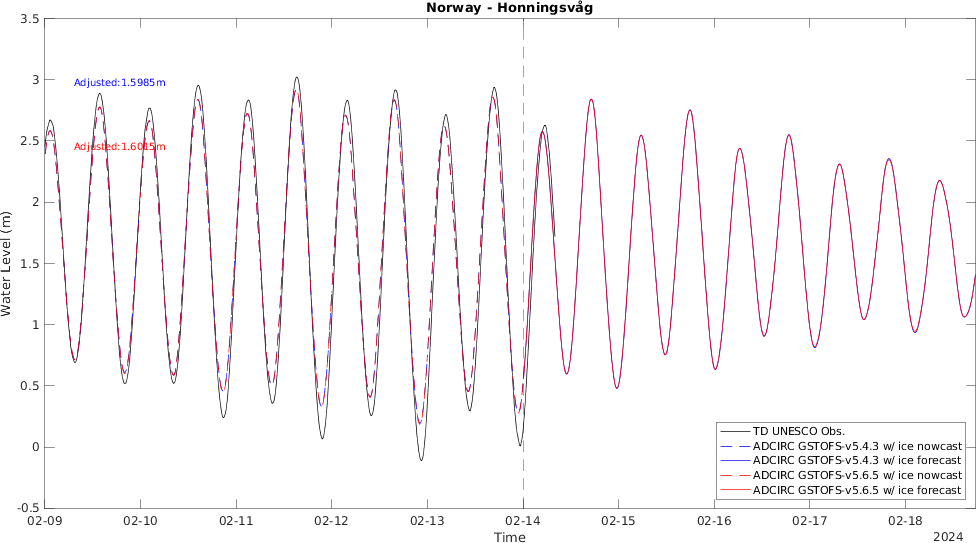 Norway - Honningsvåg
Water Level (m)
3.5
3
2.5
2
1.5
1
0.5
0
-0.5
Adjusted:1.5985m
Adjusted:1.6015m
TD UNESCO Obs.
ADCIRC GSTOFS-v5.4.3 w/ ice nowcast
ADCIRC GSTOFS-v5.4.3 w/ ice forecast
ADCIRC GSTOFS-v5.6.5 w/ ice nowcast
ADCIRC GSTOFS-v5.6.5 w/ ice forecast
02-09 02-10 02-11 02-12 02-13 02-14 02-15 02-16 02-17 02-18
Time
2024